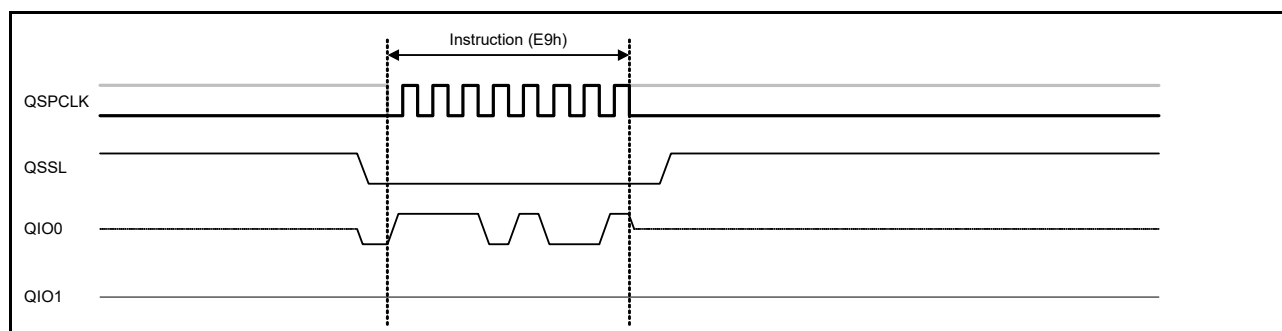 Instruction (E9h)
QSPCLK
QSSL
QIO0
QIO1